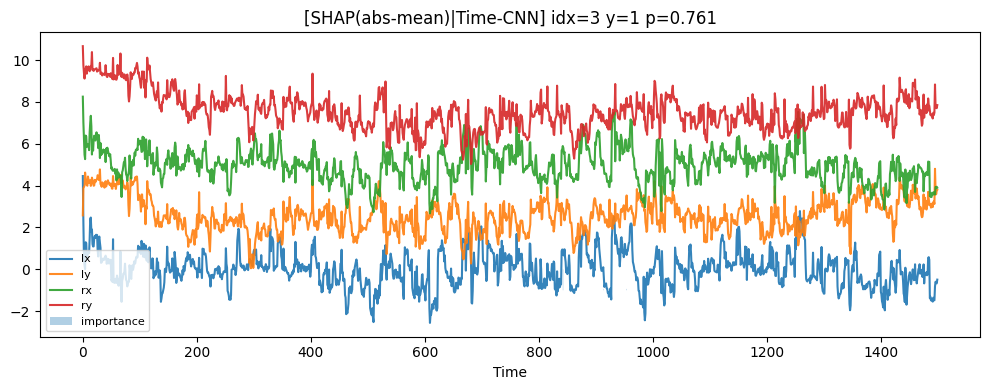 [SHAP(abs-mean)|Time-CNN] idx=3 y=1 p=0.761
10
8
6
4
2
0
−2
lx
ly
rx
ry
importance
0 200 400 600 800 1000 1200 1400
Time